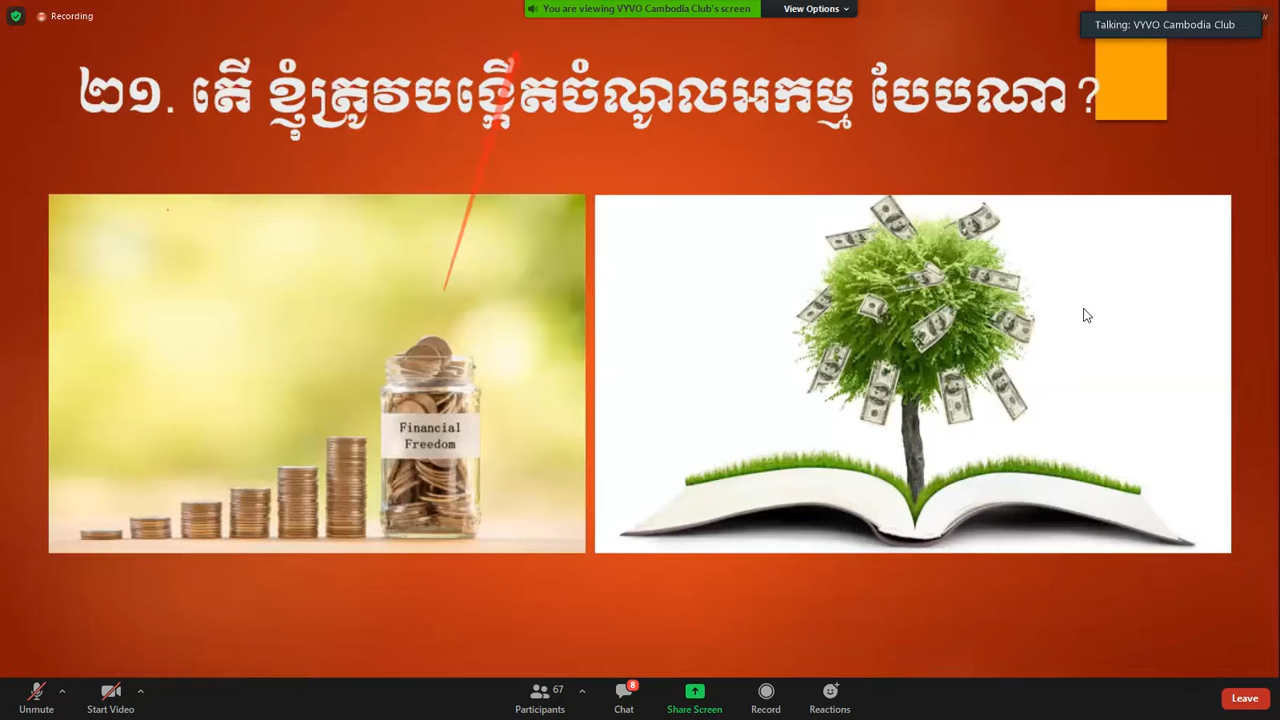 Recording
You are viewing VYVO Cambodia Club's screen
View Options
Talking: VYVO Cambodia Club
២១. តើ ខ្ញុំត្រូវបង្កើតចំណូលអកម្ម បែបណា?
Financial
Freedom
Unmute
Start Video
67
Participants
8
Chat
Share Screen
Record
Reactions
Leave